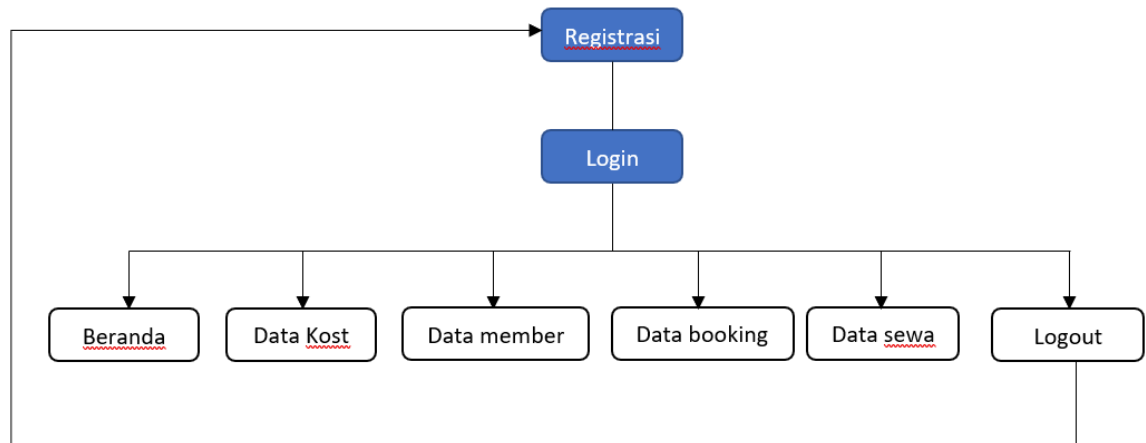 Registrasi
Login
Beranda
Data Kost
Data member
Data booking
Data sewa
Logout